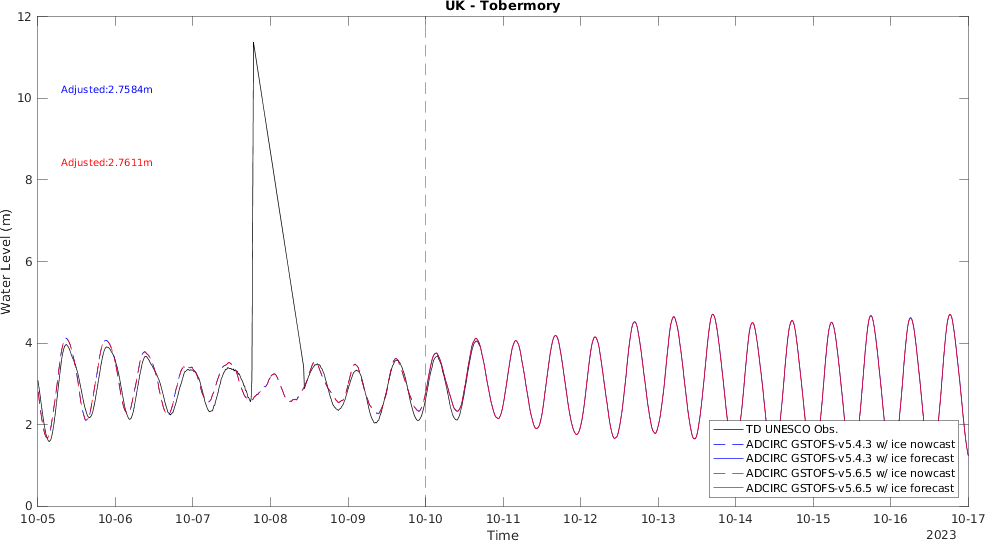 UK - Tobermory
12
10
8
6
4
2
0
Water Level (m)
Adjusted:2.7584m
Adjusted:2.7611m
TD UNESCO Obs.
ADCIRC GSTOFS-v5.4.3 w/ ice nowcast
ADCIRC GSTOFS-v5.4.3 w/ ice forecast
ADCIRC GSTOFS-v5.6.5 w/ ice nowcast
ADCIRC GSTOFS-v5.6.5 w/ ice forecast
10-05 10-06 10-07 10-08 10-09 10-10 10-11 10-12 10-13 10-14 10-15 10-16 10-17
Time
2023